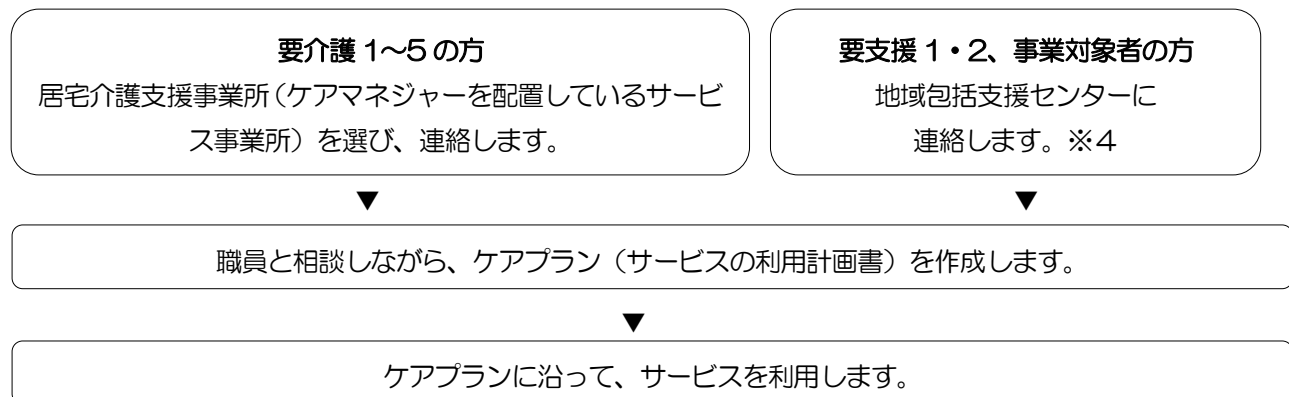 要介護1～5の方
居宅介護支援事業所（ケアマネジャーを配置しているサービ
ス事業所）を選び、連絡します。
要支援1・2、事業対象者の方
地域包括支援センターに
連絡します。※4
▼
▼
職員と相談しながら、ケアプラン（サービスの利用計画書）を作成します。
▼
ケアプランに沿って、サービスを利用します。